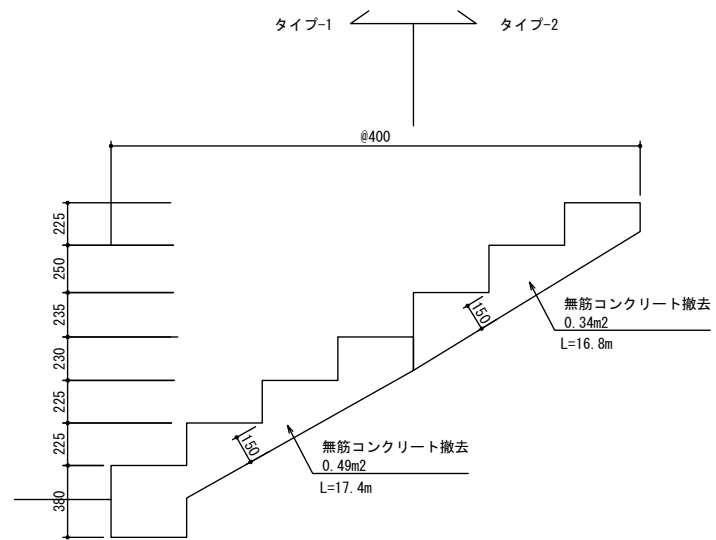 タイプ-1
タイプ-2
@400
225
250
235
230
225
225
380
150
無筋コンクリート撤去
0.34m2
L=16.8m
150
無筋コンクリート撤去
0.49m2
L=17.4m